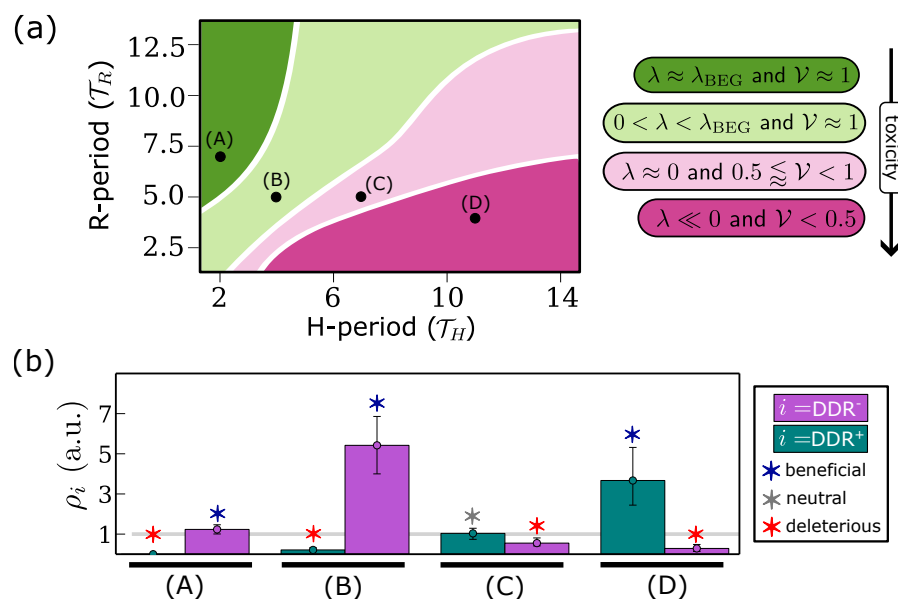 (a)
R-period (𝒯_R)
12.5
10.0
7.5
5.0
2.5
(A)
(B)
(C)
(D)
2
6
10
14
H-period (𝒯_H)
λ ≈ λ_BEG and 𝒱 ≈ 1
0 < λ < λ_BEG and 𝒱 ≈ 1
λ ≈ 0 and 0.5 ⪅ 𝒱 < 1
λ ≪ 0 and 𝒱 < 0.5
toxicity
(b)
ρ_i (a.u.)
7
5
3
1
(A)
(B)
(C)
(D)
i =DDR⁻
i =DDR⁺
beneficial
neutral
deleterious